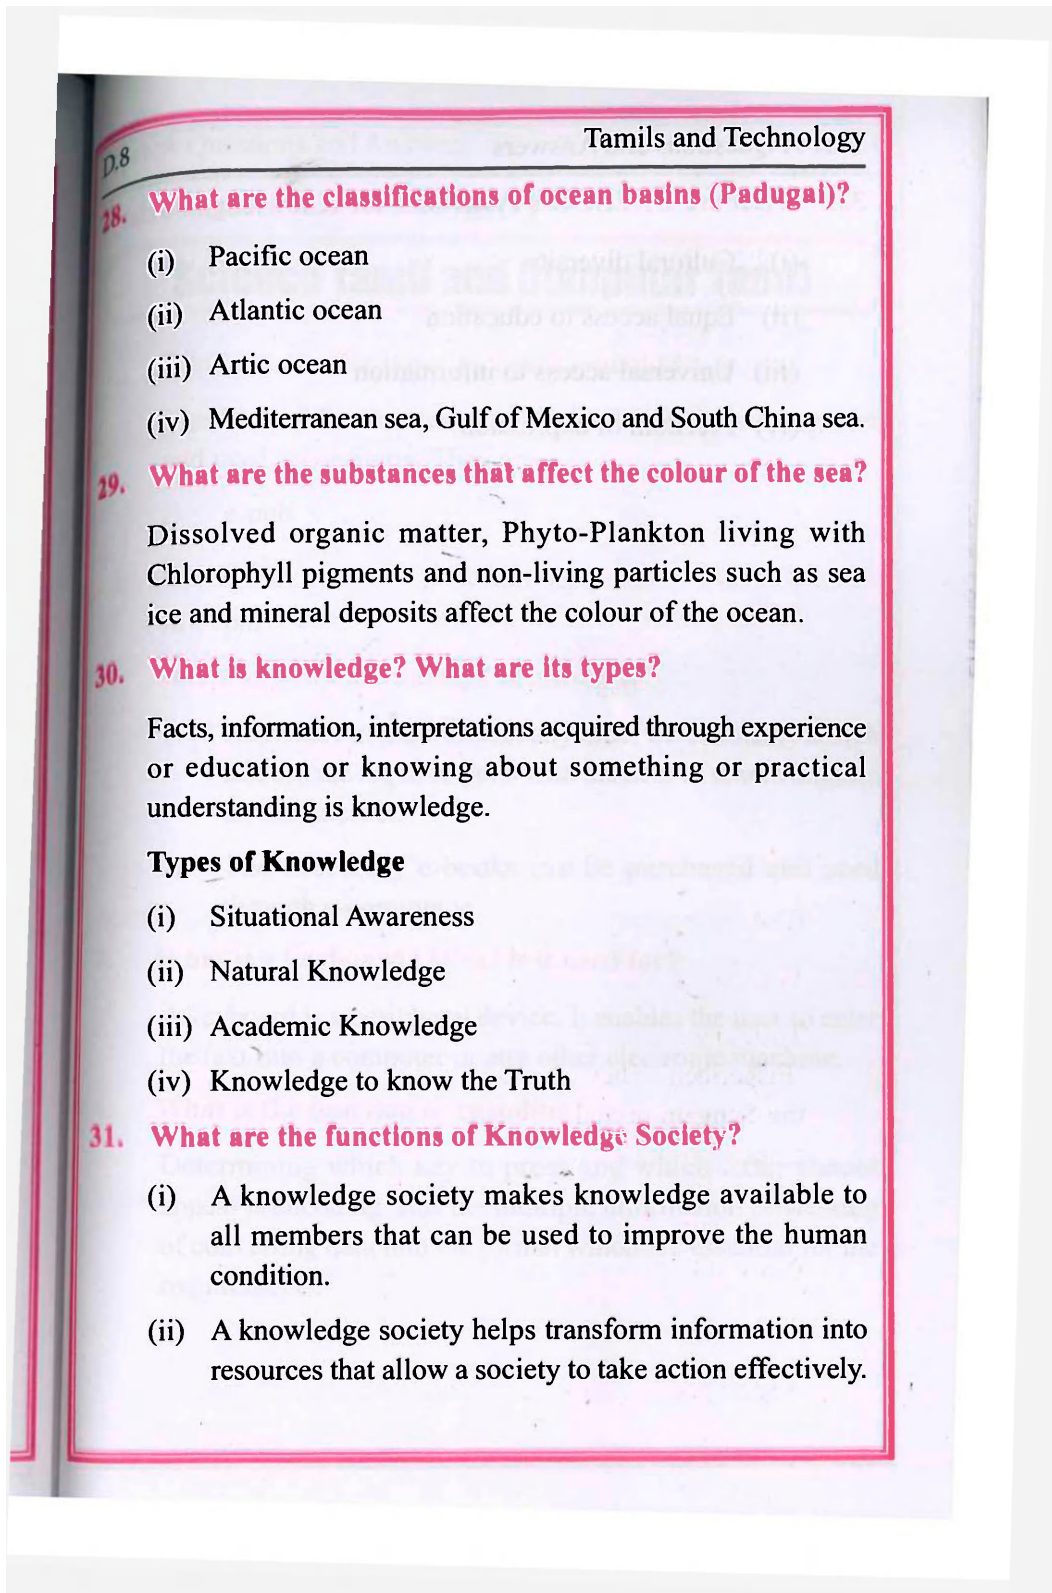 D.8
Tamils and Technology
28. What are the classifications of ocean basins (Padugai)?
(i) Pacific ocean
(ii) Atlantic ocean
(iii) Artic ocean
(iv) Mediterranean sea, Gulf of Mexico and South China sea.
29. What are the substances that affect the colour of the sea?
Dissolved organic matter, Phyto-Plankton living with
Chlorophyll pigments and non-living particles such as sea
ice and mineral deposits affect the colour of the ocean.
30. What is knowledge? What are its types?
Facts, information, interpretations acquired through experience
or education or knowing about something or practical
understanding is knowledge.
Types of Knowledge
(i) Situational Awareness
(ii) Natural Knowledge
(iii) Academic Knowledge
(iv) Knowledge to know the Truth
31. What are the functions of Knowledge Society?
(i) A knowledge society makes knowledge available to
all members that can be used to improve the human
condition.
(ii) A knowledge society helps transform information into
resources that allow a society to take action effectively.